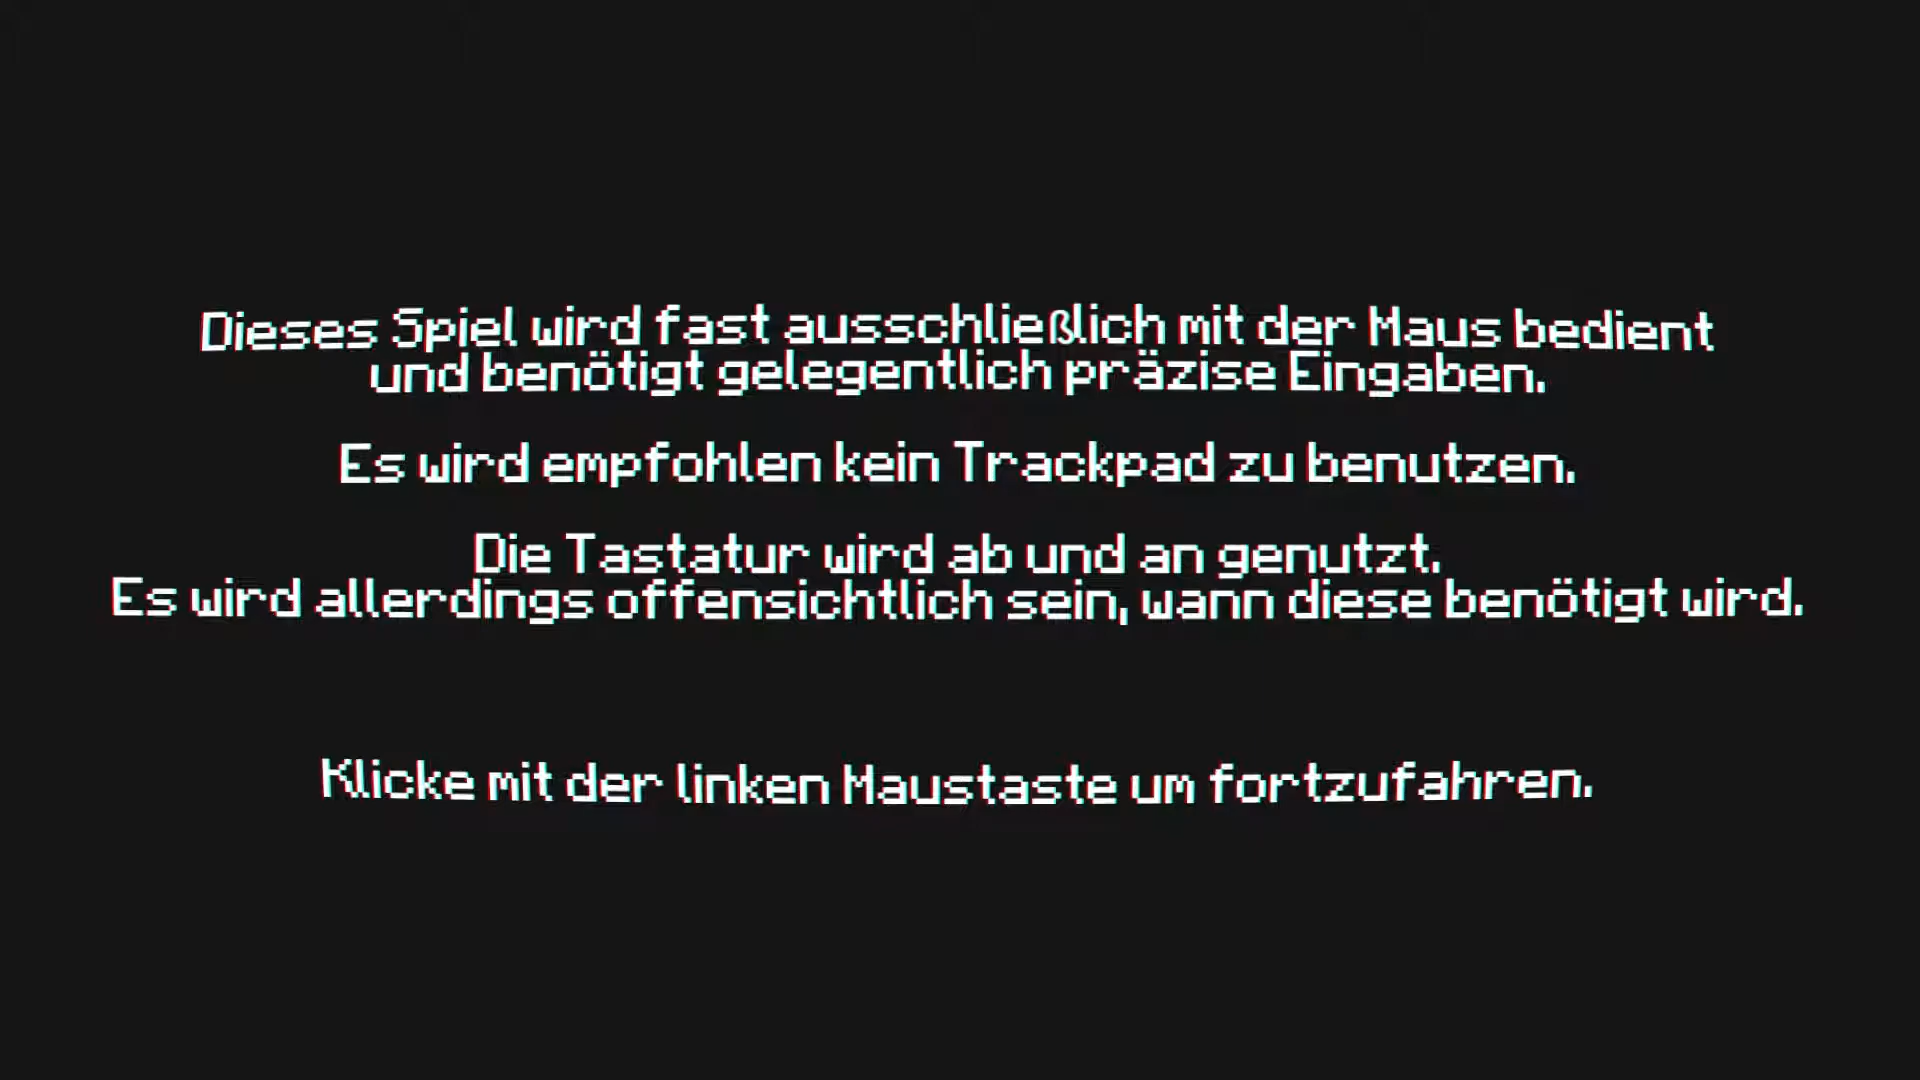 Dieses Spiel wird fast ausschließlich mit der Maus bedient
und benötigt gelegentlich präzise Eingaben.
Es wird empfohlen kein Trackpad zu benutzen.
Die Tastatur wird ab und an genutzt.
Es wird allerdings offensichtlich sein, wann diese benötigt wird.
Klicke mit der linken Maustaste um fortzufahren.